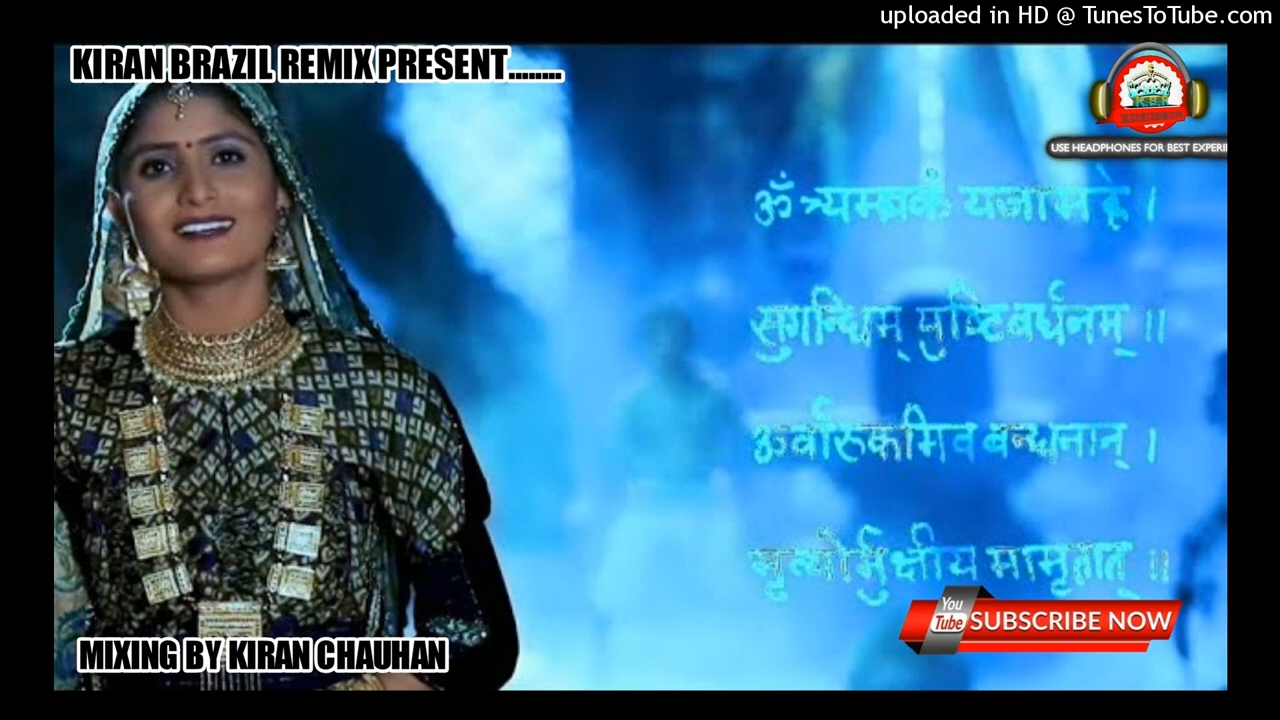 uploaded in HD @ TunesToTube.com
KIRAN BRAZIL REMIX PRESENT........
USE HEADPHONES FOR BEST EXPERI
ॐ त्र्यम्बकं यजामहे ।
सुगन्धिम् पुष्टिवर्धनम् ॥
ऊर्वारुकमिव बन्धनान् ।
मृत्योर्मुक्षीय मामृतात् ॥
You
Tube SUBSCRIBE NOW
MIXING BY KIRAN CHAUHAN